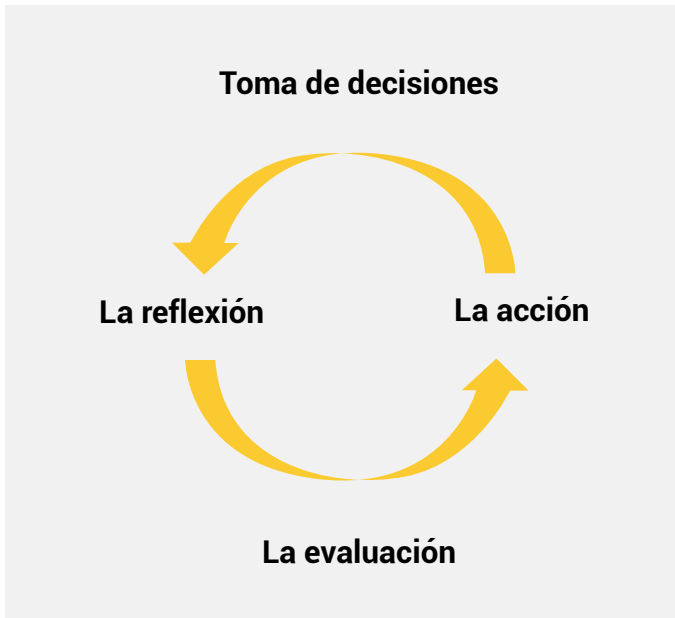 Toma de decisiones
La reflexión
La acción
La evaluación